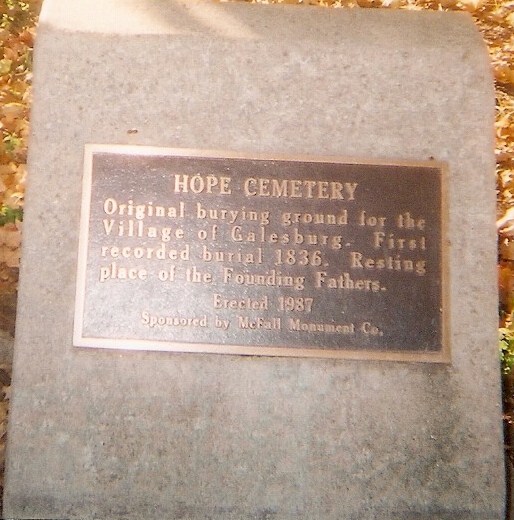 HOPE CEMETERY
Original burying ground for the
Village of Galesburg. First
recorded burial 1836. Resting
place of the Founding Fathers.
Erected 1987
Sponsored by McFall Monument Co.